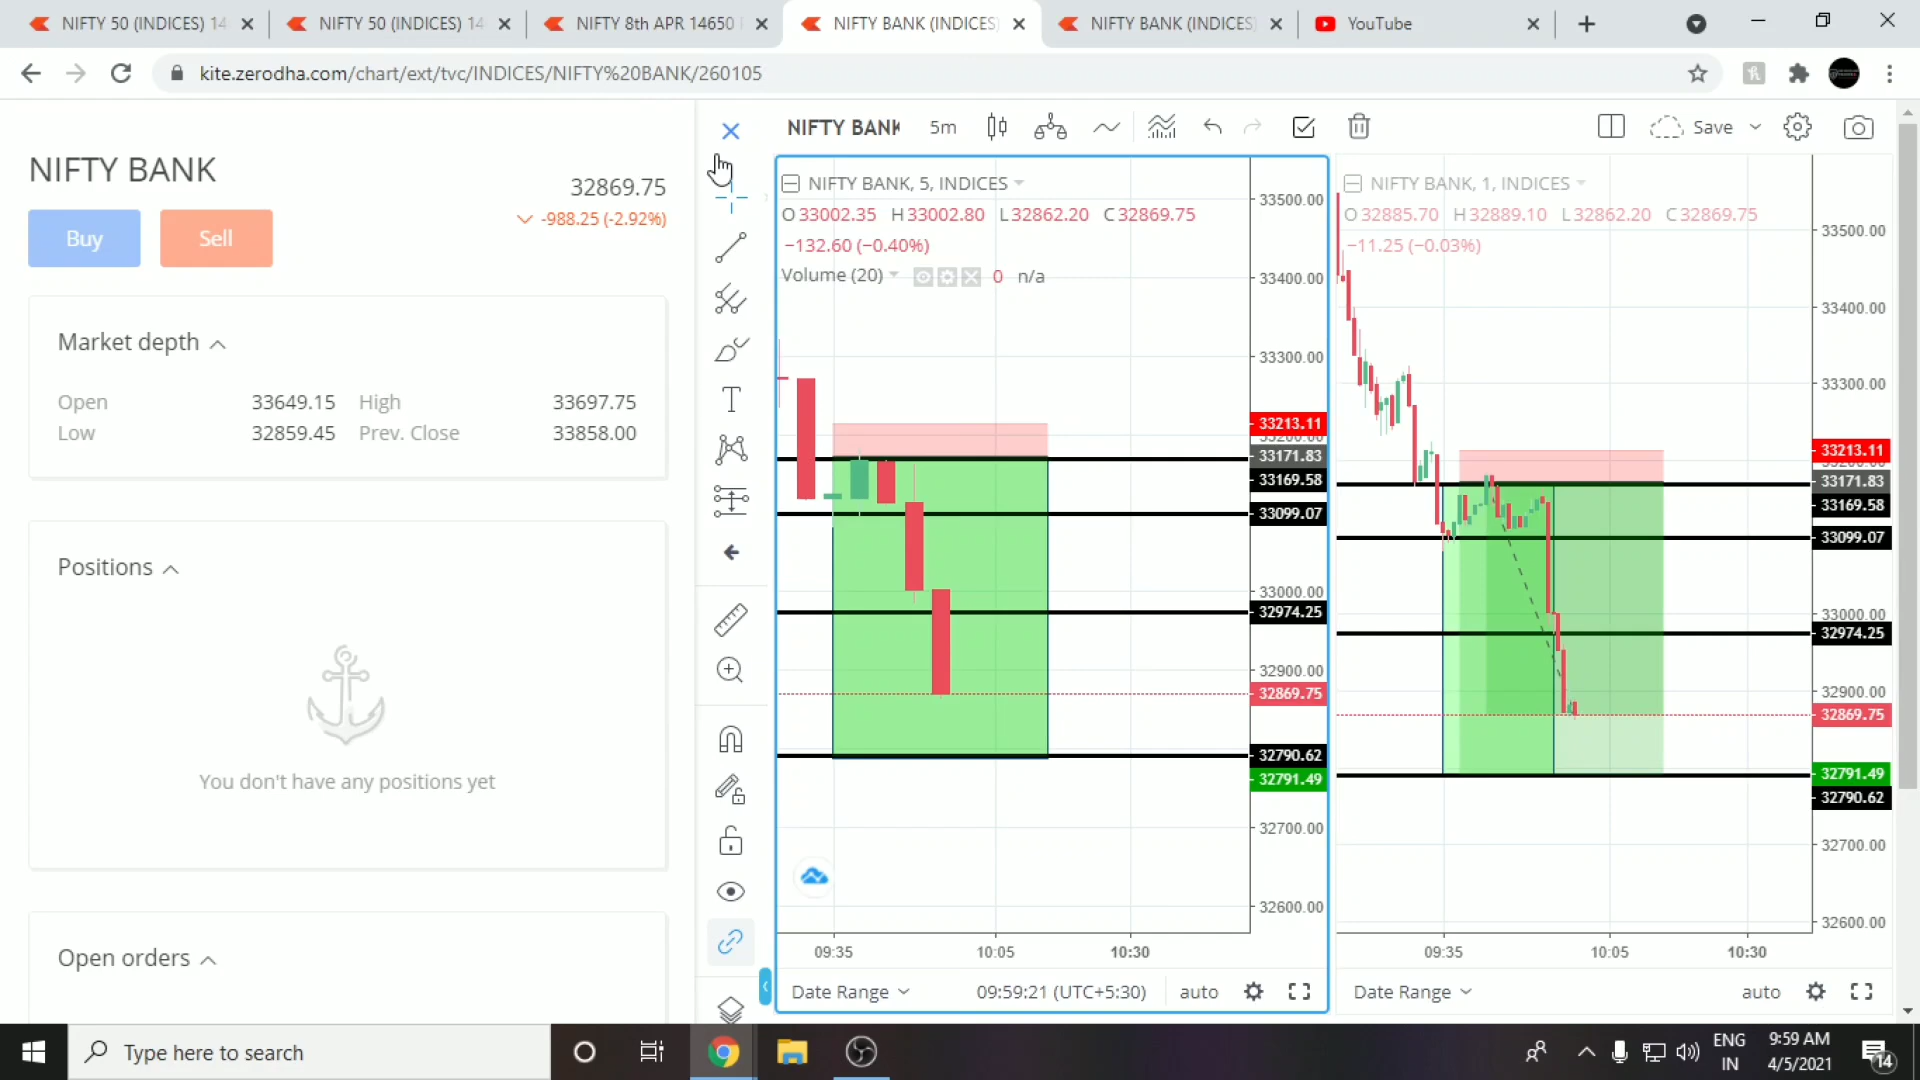 NIFTY 50 (INDICES) 14
NIFTY 50 (INDICES) 14
NIFTY 8th APR 14650
NIFTY BANK (INDICES)
NIFTY BANK (INDICES)
YouTube
kite.zerodha.com/chart/ext/tvc/INDICES/NIFTY%20BANK/260105
NIFTY BANK
32869.75
-988.25 (-2.92%)
Buy
Sell
Market depth
Open 33649.15 High 33697.75
Low 32859.45 Prev. Close 33858.00
Positions
You don't have any positions yet
Open orders
NIFTY BANK 5m
Save
NIFTY BANK, 5, INDICES
O33002.35 H33002.80 L32862.20 C32869.75
−132.60 (−0.40%)
Volume (20) 0 n/a
33500.00
33400.00
33300.00
33213.11
33200.00
33171.83
33169.58
33099.07
33000.00
32974.25
32900.00
32869.75
32790.62
32791.49
32700.00
32600.00
09:35 10:05 10:30
Date Range 09:59:21 (UTC+5:30) auto
NIFTY BANK, 1, INDICES
O32885.70 H32889.10 L32862.20 C32869.75
−11.25 (−0.03%)
33500.00
33400.00
33300.00
33213.11
33171.83
33169.58
33099.07
33000.00
32974.25
32900.00
32869.75
32791.49
32790.62
32700.00
32600.00
09:35 10:05 10:30
Date Range auto
Type here to search
ENG
IN
9:59 AM
4/5/2021
14